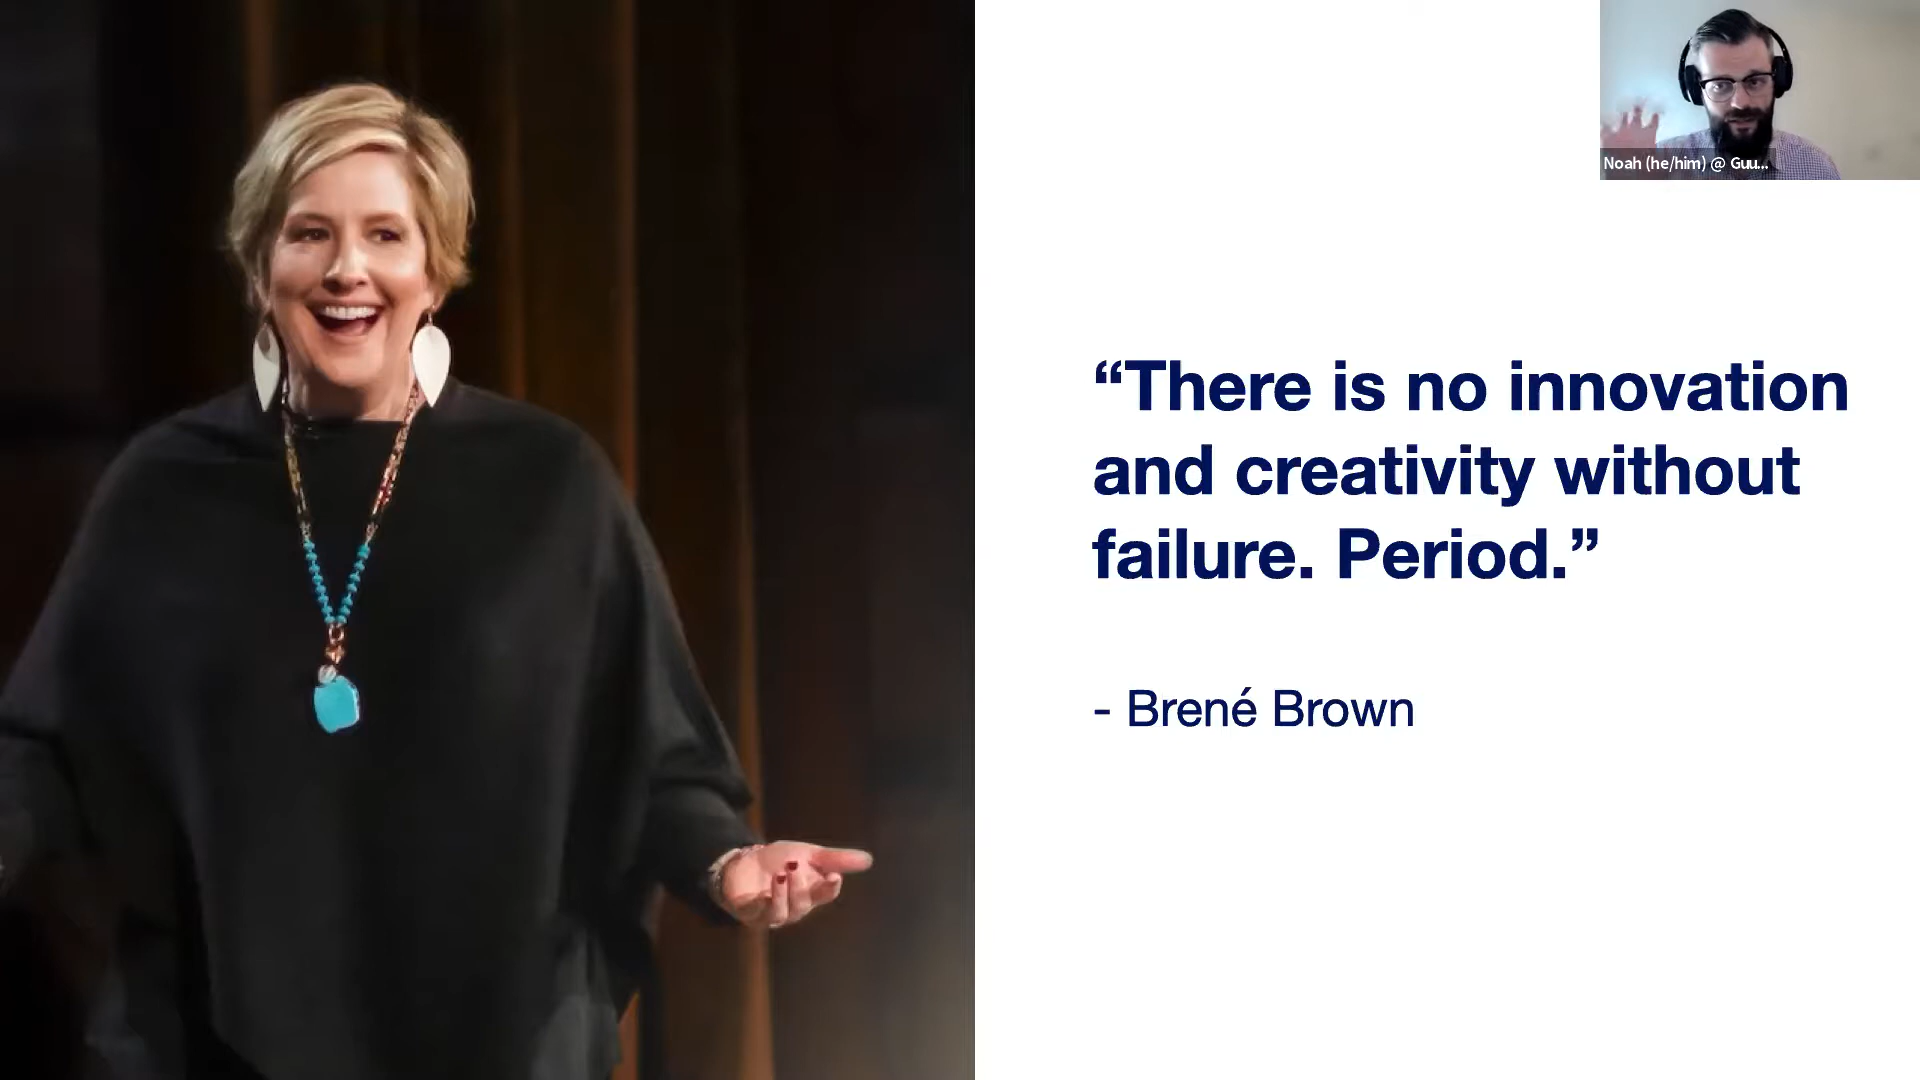 Noah (he/him) @ Guu...
“There is no innovation
and creativity without
failure. Period.”
- Brené Brown